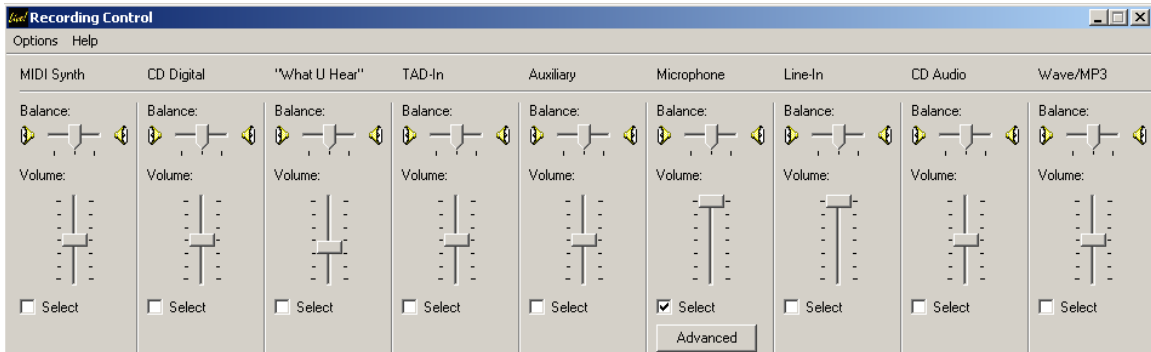 Live! Recording Control
Options Help
MIDI Synth CD Digital "What U Hear" TAD-In Auxiliary Microphone Line-In CD Audio Wave/MP3
Balance: Balance: Balance: Balance: Balance: Balance: Balance: Balance: Balance:
Volume: Volume: Volume: Volume: Volume: Volume: Volume: Volume: Volume:
Select Select Select Select Select Select Select Select Select
Advanced